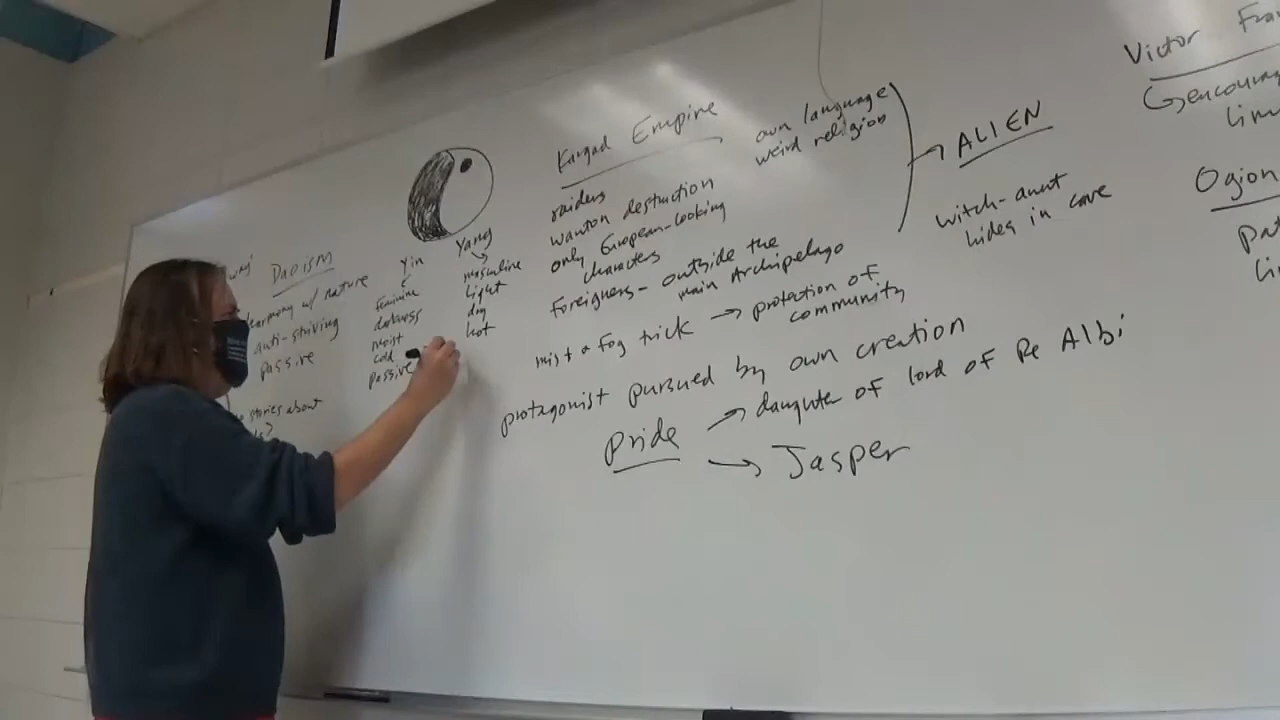 way'
Daoism
harmony w/ nature
anti-striving
passive
stories about
Yin
feminine
darkness
moist
cold
passive
Yang
masculine
light
dry
hot
Kargad Empire
raiders
wanton destruction
only European-looking
characters
foreigners - outside the
main Archipelago
own language
weird religion
ALIEN
witch-aunt
hides in cave
mist & fog trick → protection of
community
protagonist pursued by own creation
Pride → daughter of lord of Re Albi
→ Jasper
Victor
Ogion